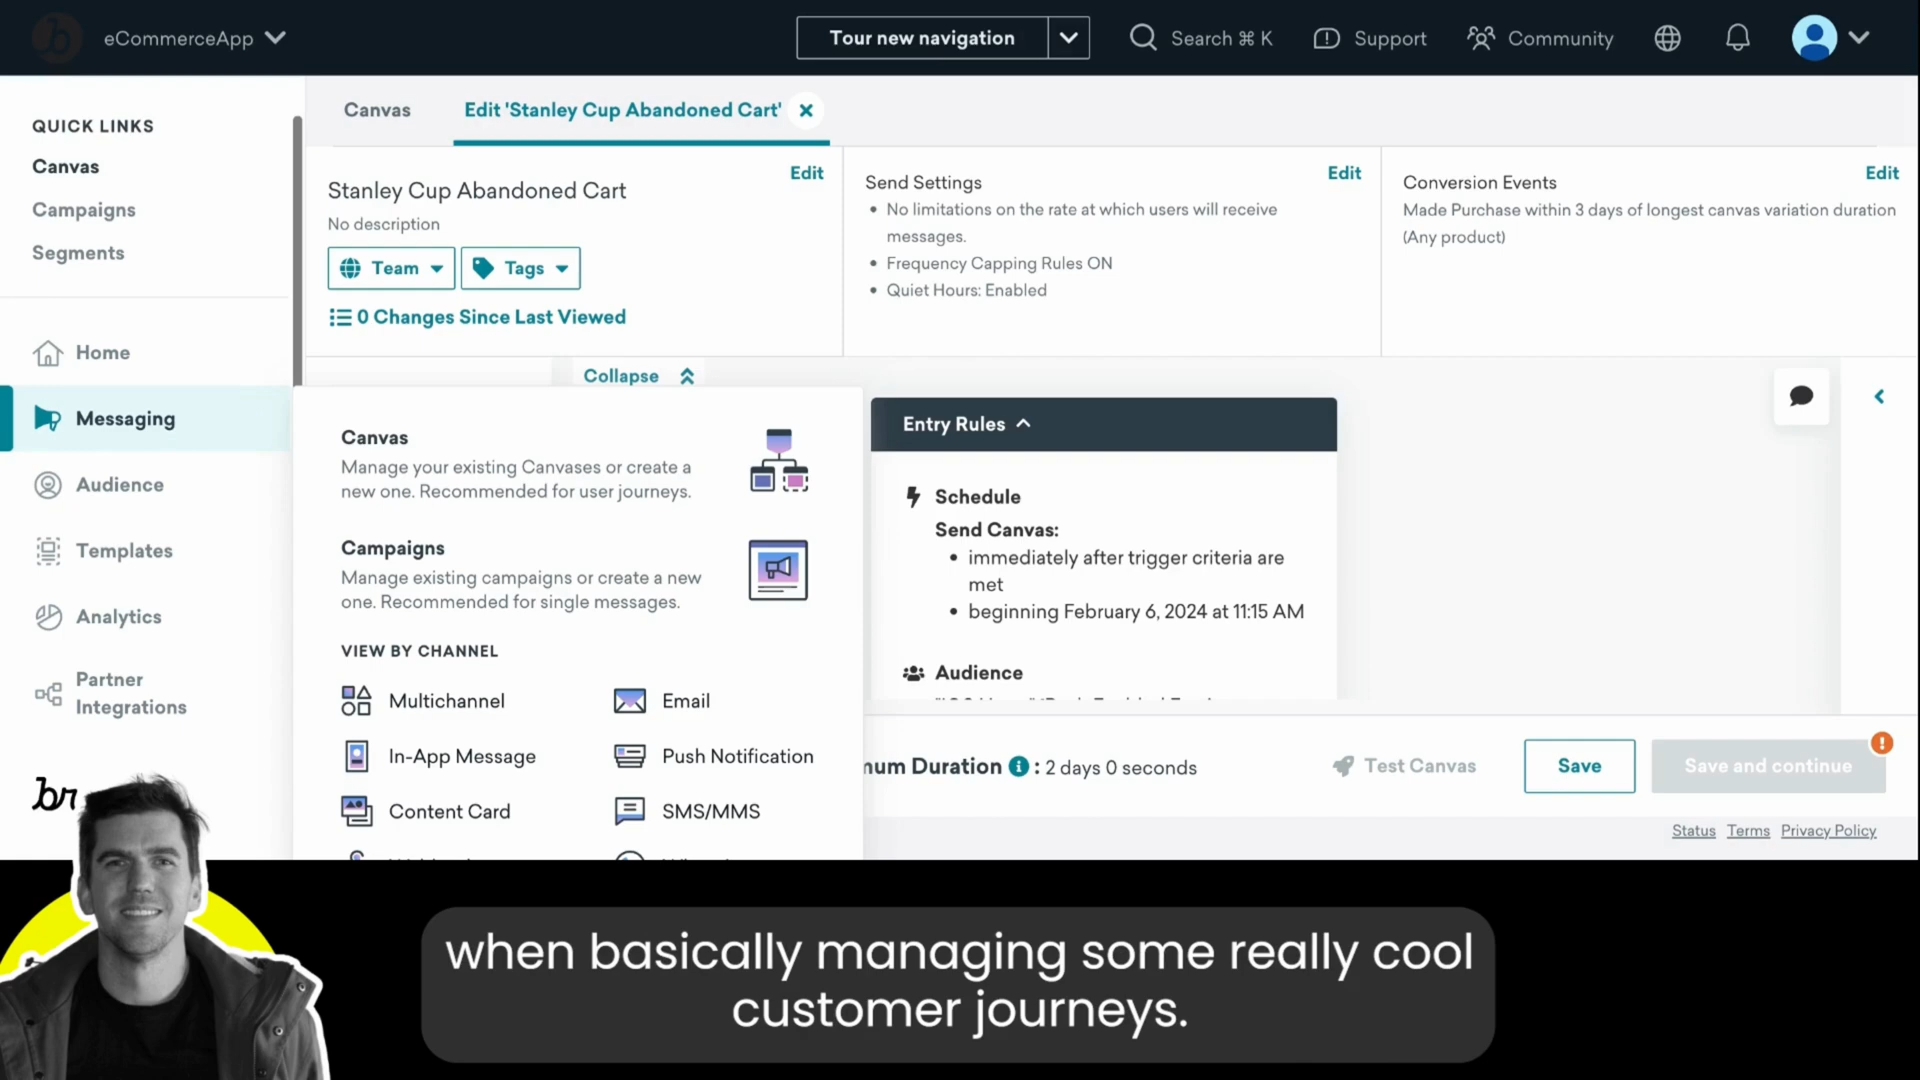 eCommerceApp
Tour new navigation
Search ⌘ K
Support
Community
QUICK LINKS
Canvas
Campaigns
Segments
Home
Messaging
Audience
Templates
Analytics
Partner
Integrations
br
Canvas
Edit 'Stanley Cup Abandoned Cart'
Stanley Cup Abandoned Cart
Edit
No description
Team
Tags
0 Changes Since Last Viewed
Send Settings
Edit
• No limitations on the rate at which users will receive
messages.
• Frequency Capping Rules ON
• Quiet Hours: Enabled
Conversion Events
Edit
Made Purchase within 3 days of longest canvas variation duration
(Any product)
Collapse
Canvas
Manage your existing Canvases or create a
new one. Recommended for user journeys.
Campaigns
Manage existing campaigns or create a new
one. Recommended for single messages.
VIEW BY CHANNEL
Multichannel
Email
In-App Message
Push Notification
Content Card
SMS/MMS
Entry Rules
Schedule
Send Canvas:
• immediately after trigger criteria are
met
• beginning February 6, 2024 at 11:15 AM
Audience
num Duration : 2 days 0 seconds
Test Canvas
Save
Save and continue
Status
Terms
Privacy Policy
when basically managing some really cool
customer journeys.